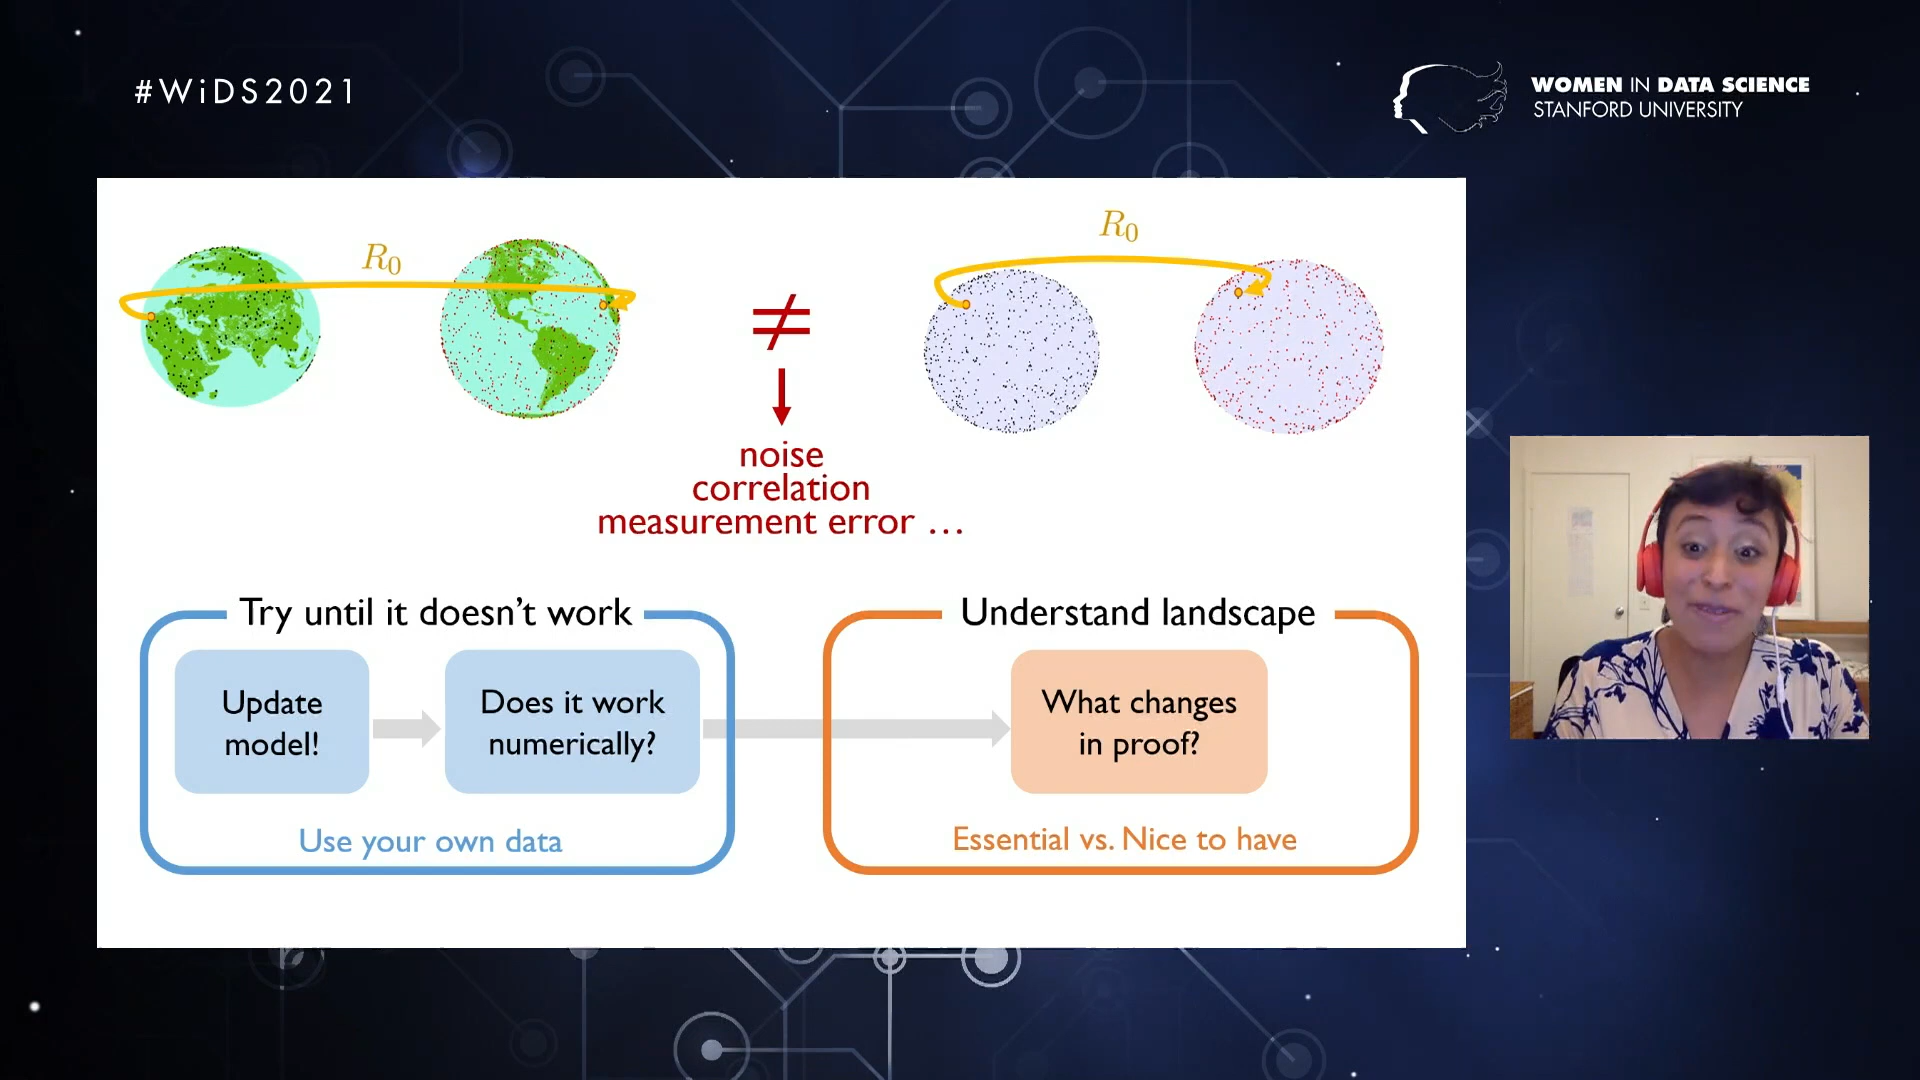 #WiDS2021
WOMEN IN DATA SCIENCE
STANFORD UNIVERSITY
R₀
R₀
≠
noise
correlation
measurement error …
Try until it doesn’t work
Update
model!
Does it work
numerically?
Use your own data
Understand landscape
What changes
in proof?
Essential vs. Nice to have